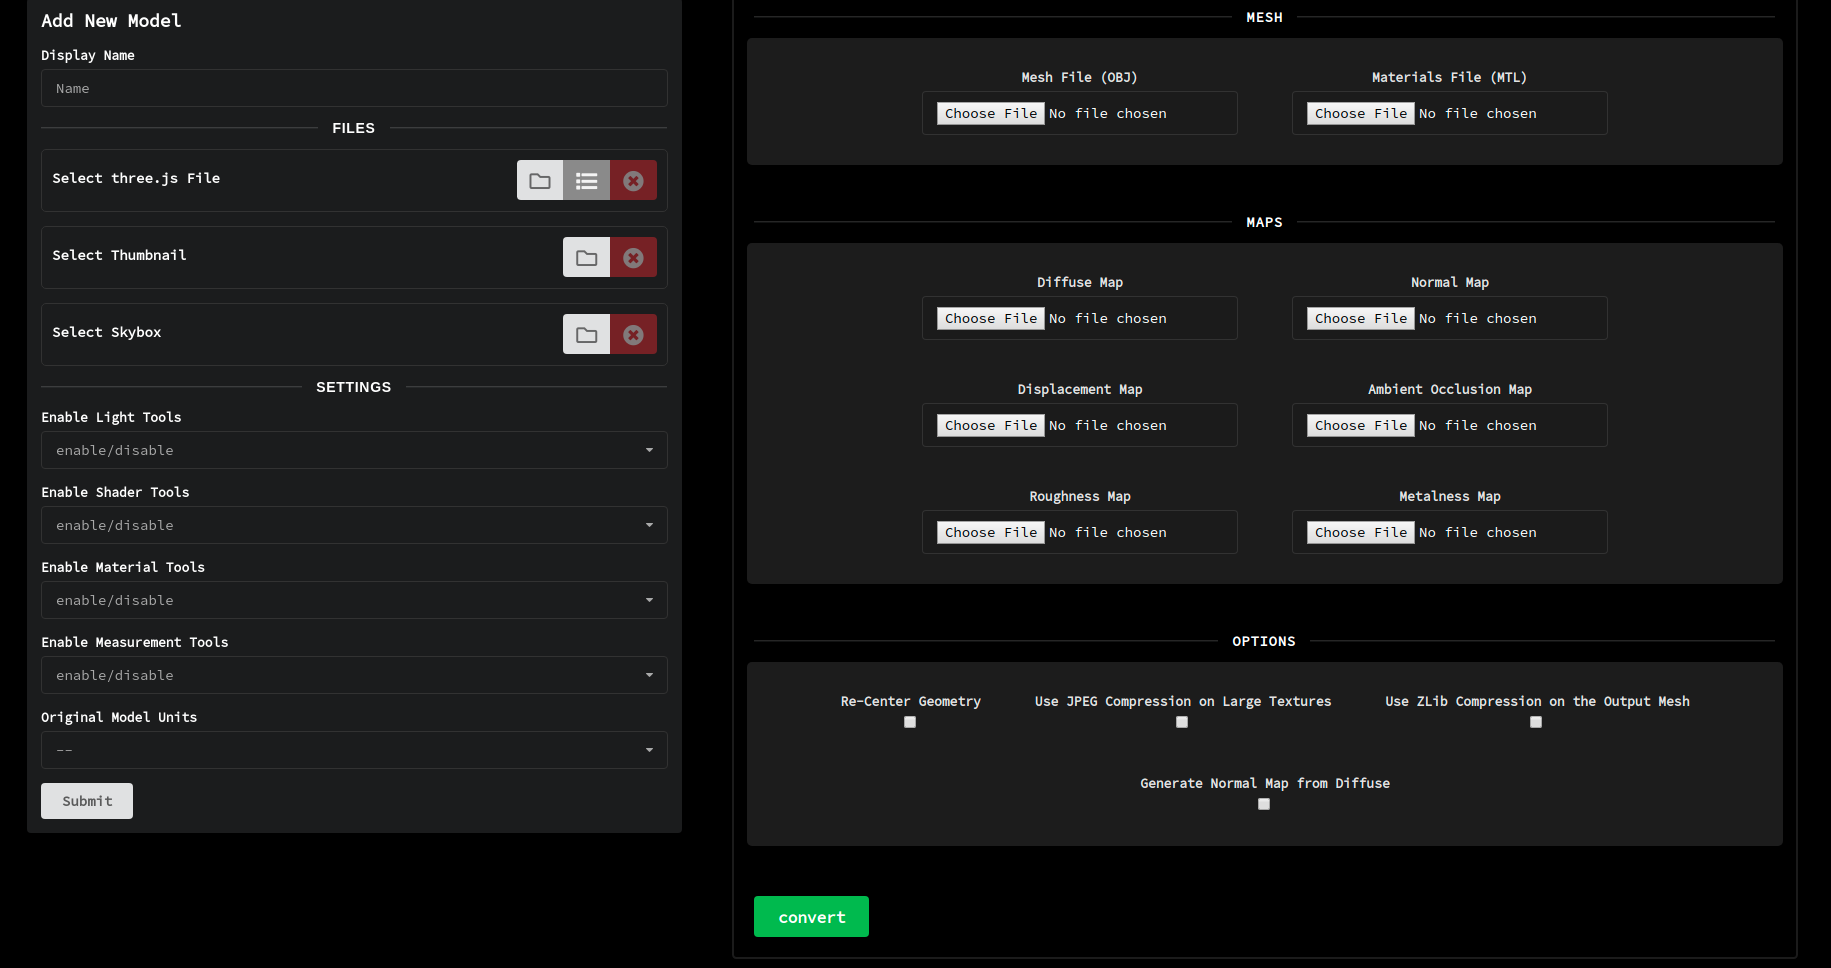 Add New Model
Display Name
Name
FILES
Select three.js File
Select Thumbnail
Select Skybox
SETTINGS
Enable Light Tools
enable/disable
Enable Shader Tools
enable/disable
Enable Material Tools
enable/disable
Enable Measurement Tools
enable/disable
Original Model Units
--
Submit
MESH
Mesh File (OBJ) Materials File (MTL)
Choose File No file chosen Choose File No file chosen
MAPS
Diffuse Map Normal Map
Choose File No file chosen Choose File No file chosen
Displacement Map Ambient Occlusion Map
Choose File No file chosen Choose File No file chosen
Roughness Map Metalness Map
Choose File No file chosen Choose File No file chosen
OPTIONS
Re-Center Geometry Use JPEG Compression on Large Textures Use ZLib Compression on the Output Mesh
Generate Normal Map from Diffuse
convert